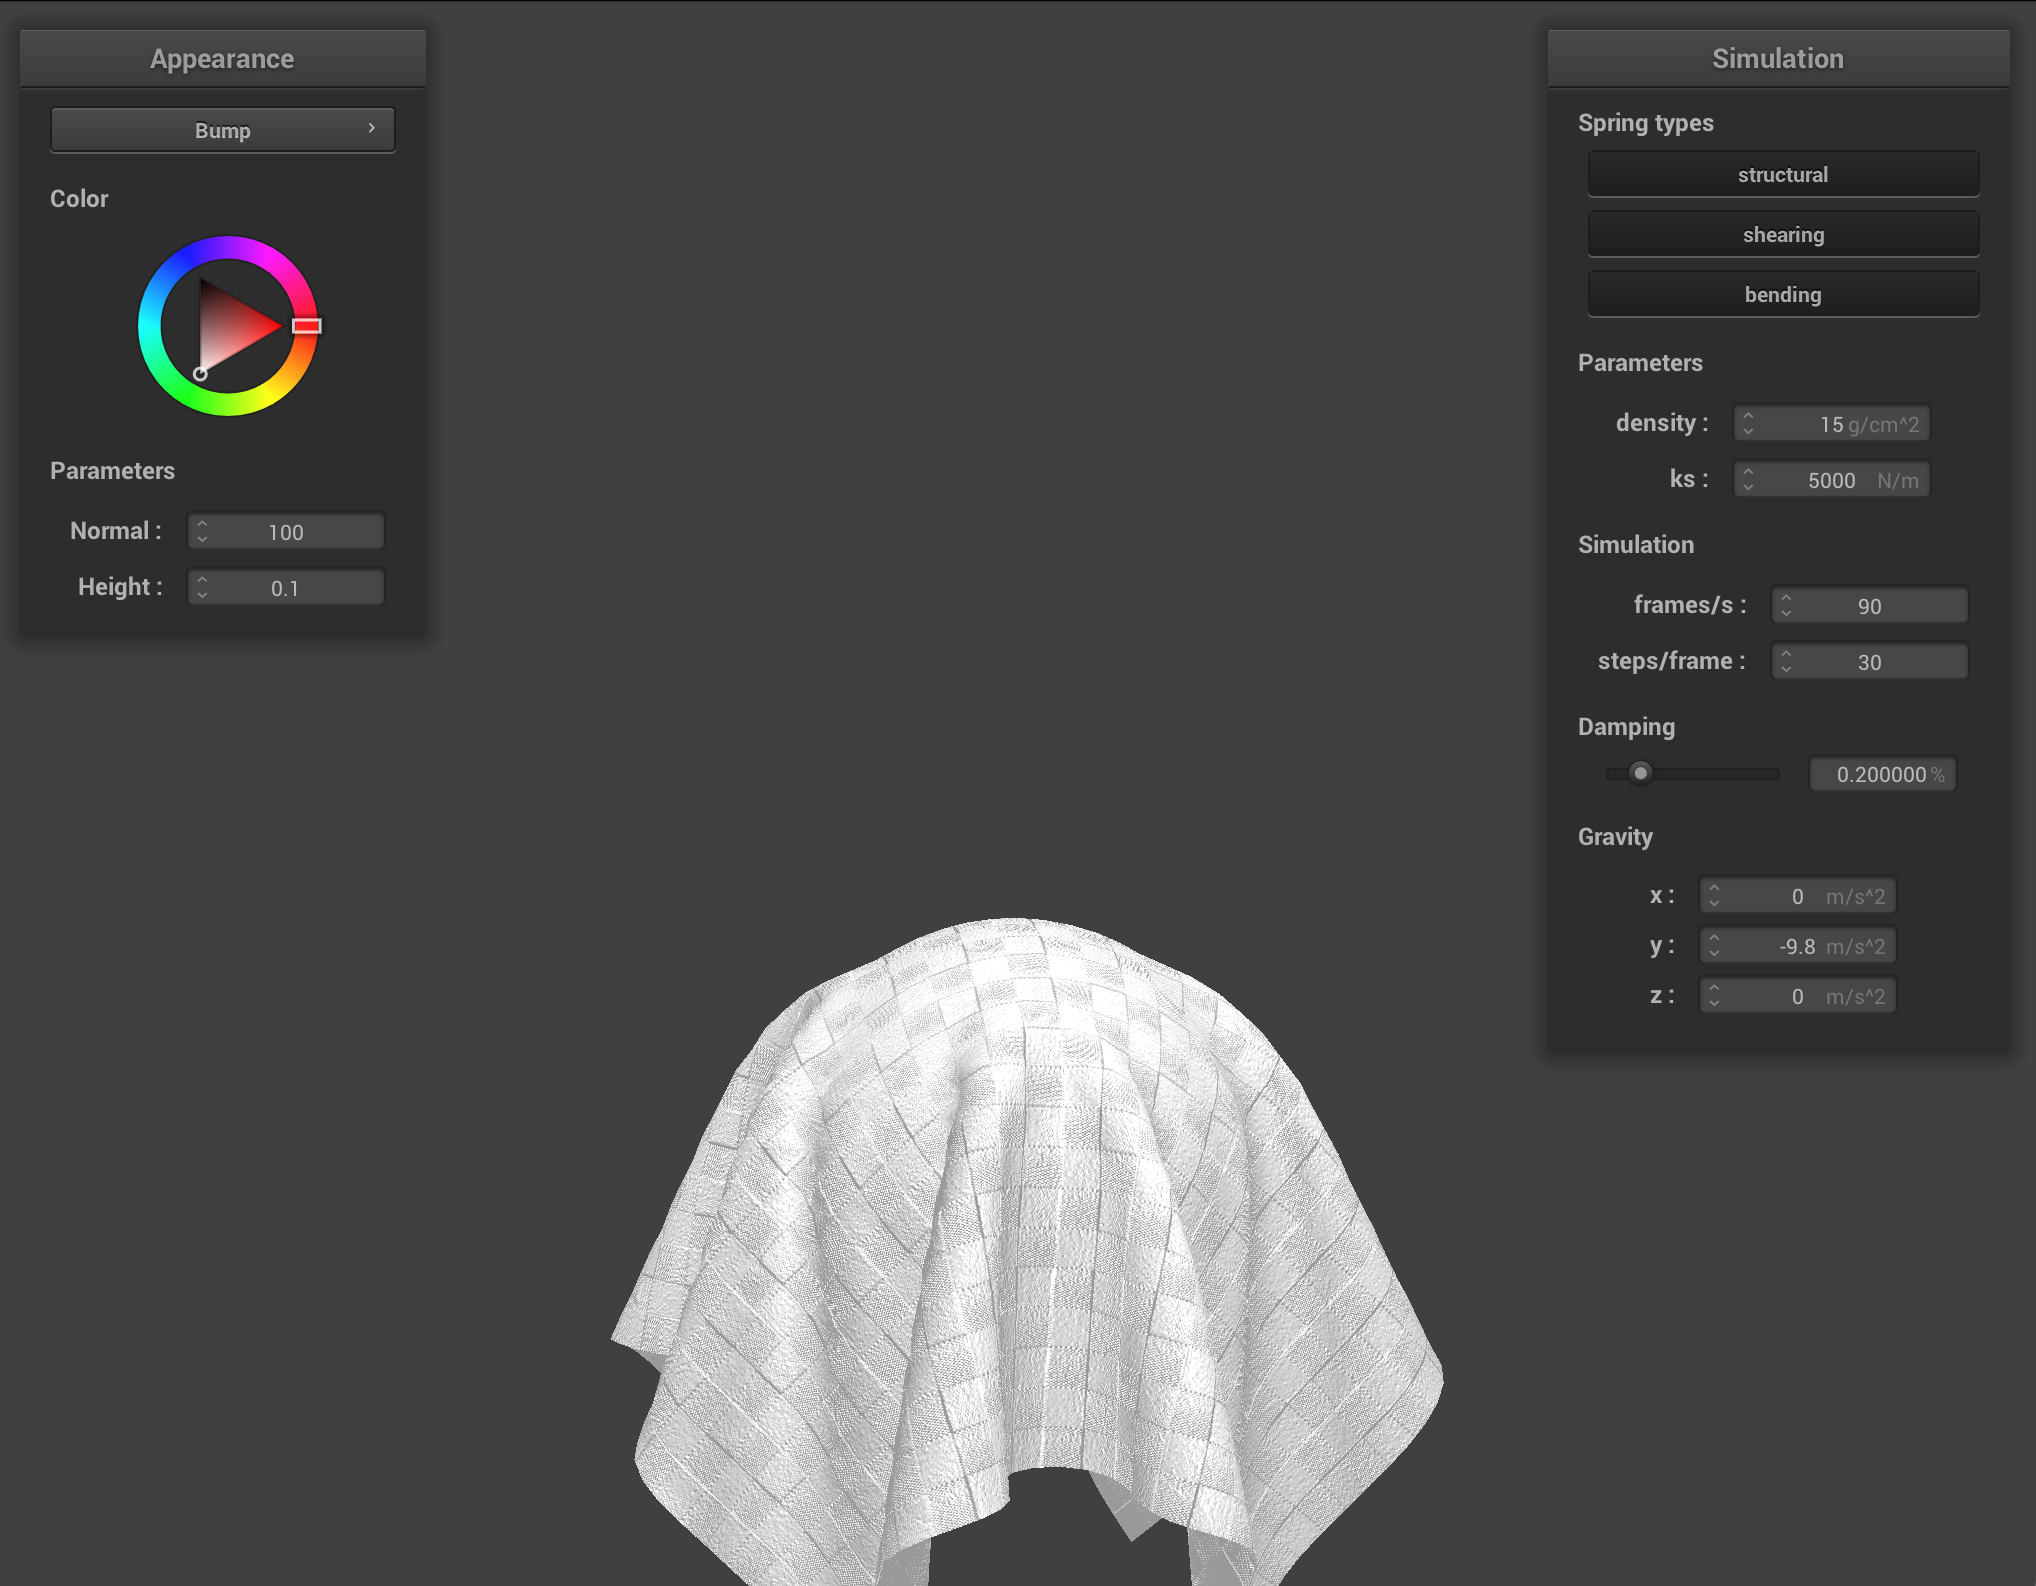 Appearance
Bump
Color
Parameters
Normal : 100
Height : 0.1
Simulation
Spring types
structural
shearing
bending
Parameters
density : 15 g/cm^2
ks : 5000 N/m
Simulation
frames/s : 90
steps/frame : 30
Damping
0.200000 %
Gravity
x : 0 m/s^2
y : -9.8 m/s^2
z : 0 m/s^2